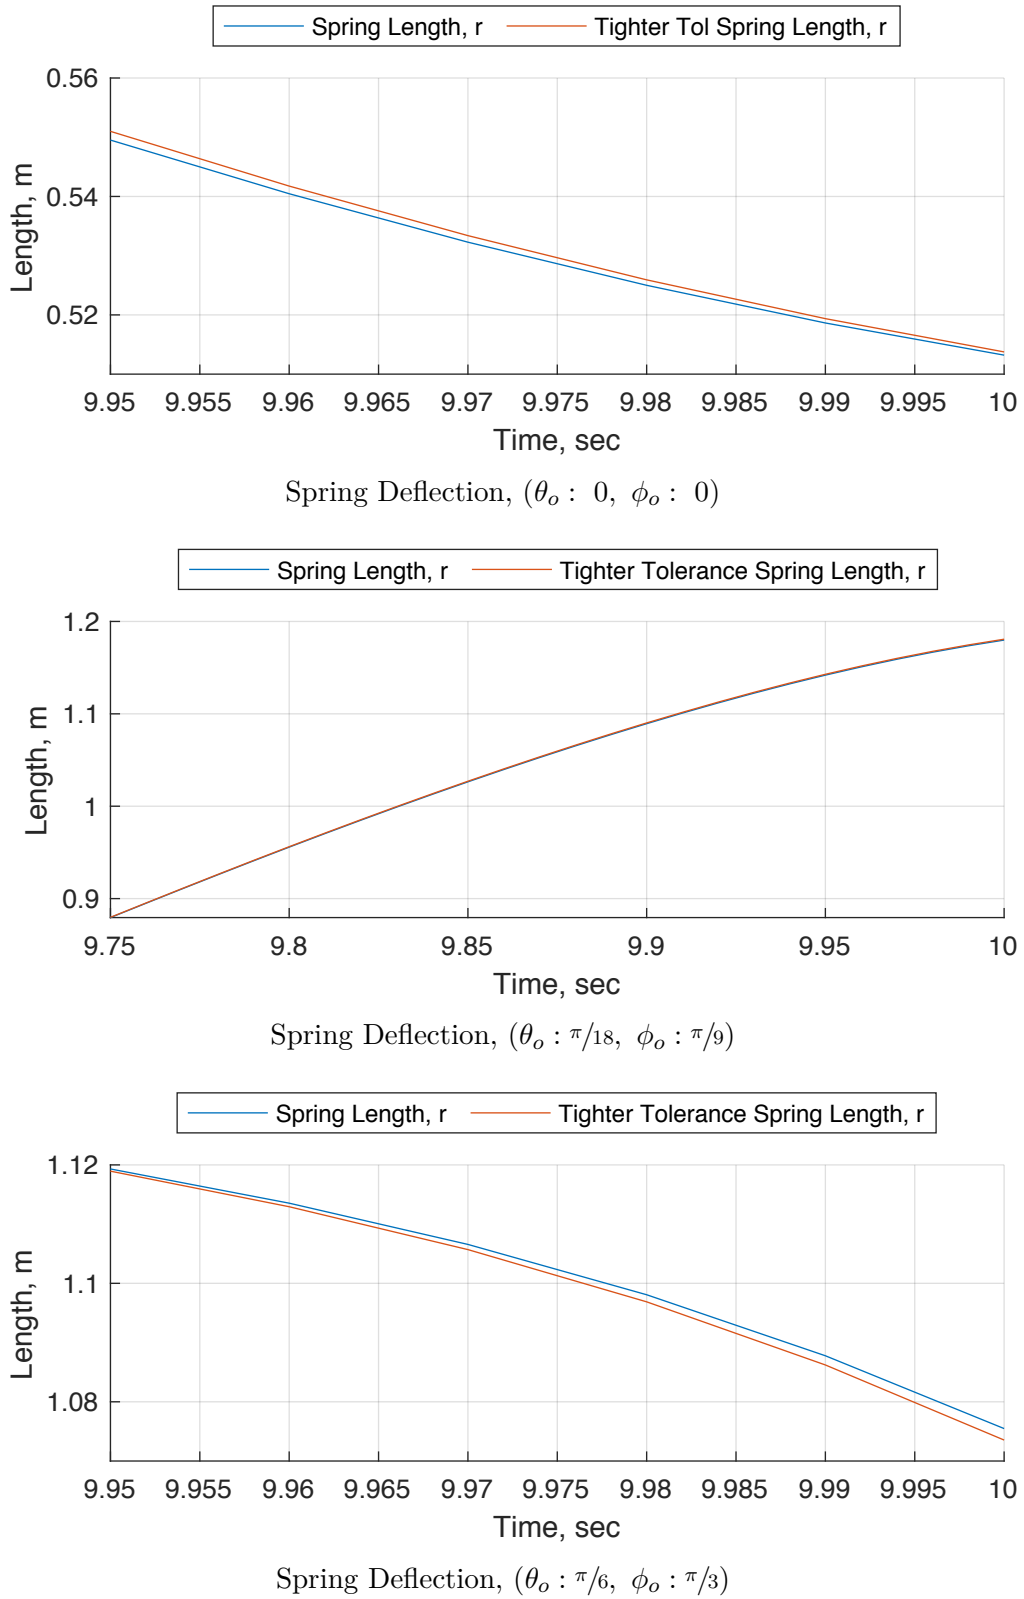 Spring Length, r Tighter Tol Spring Length, r
0.56
0.54
0.52
Length, m
9.95 9.955 9.96 9.965 9.97 9.975 9.98 9.985 9.99 9.995 10
Time, sec
Spring Deflection, (θₒ : 0, ϕₒ : 0)
Spring Length, r Tighter Tolerance Spring Length, r
1.2
1.1
1
0.9
Length, m
9.75 9.8 9.85 9.9 9.95 10
Time, sec
Spring Deflection, (θₒ : π/18, ϕₒ : π/9)
Spring Length, r Tighter Tolerance Spring Length, r
1.12
1.1
1.08
Length, m
9.95 9.955 9.96 9.965 9.97 9.975 9.98 9.985 9.99 9.995 10
Time, sec
Spring Deflection, (θₒ : π/6, ϕₒ : π/3)